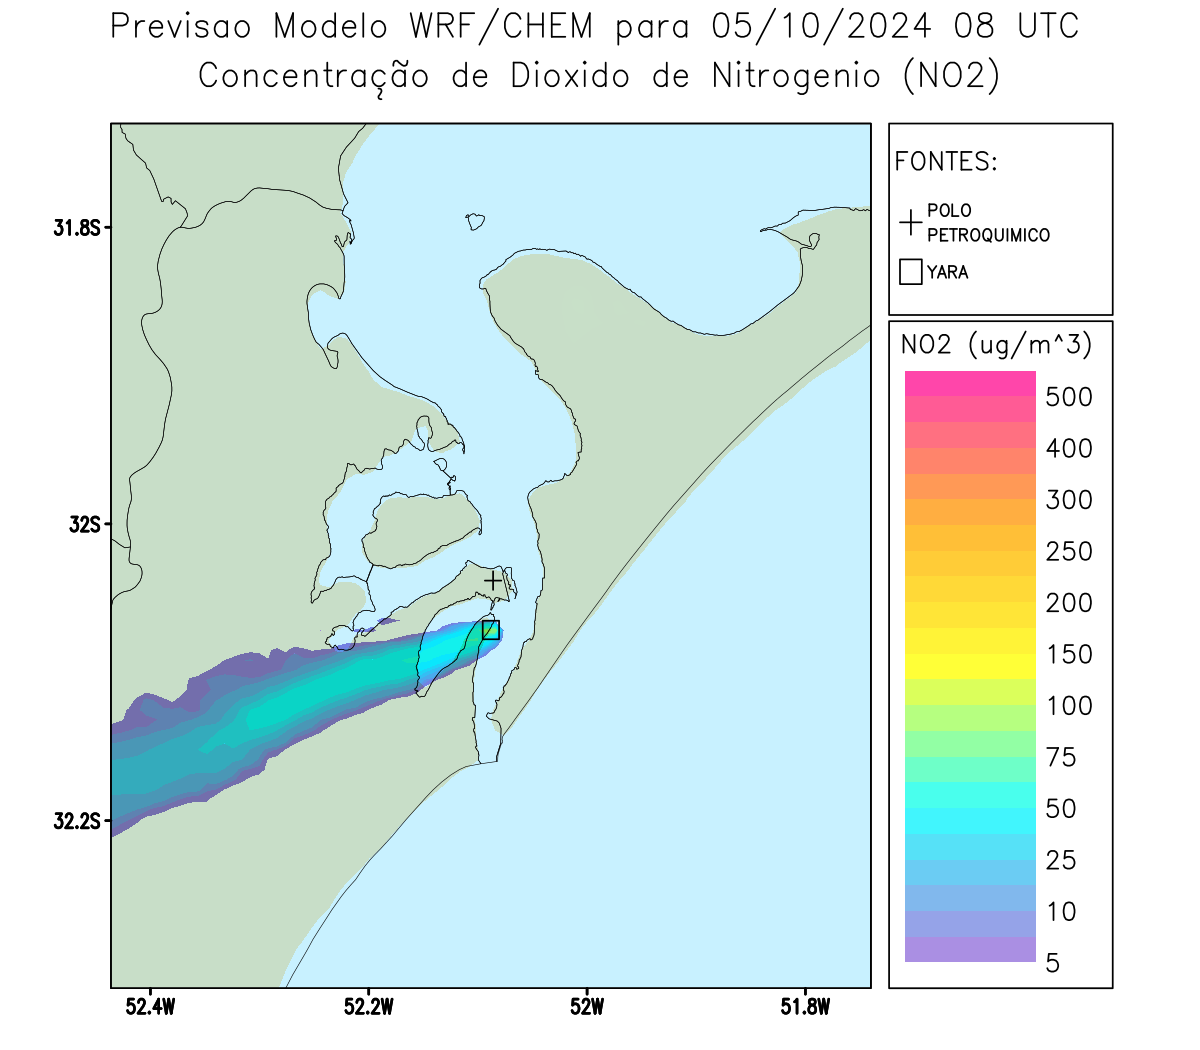 Previsao Modelo WRF/CHEM para 05/10/2024 08 UTC
Concentração de Dioxido de Nitrogenio (NO2)
FONTES:
POLO
PETROQUIMICO
YARA
NO2 (ug/m^3)
500
400
300
250
200
150
100
75
50
25
10
5
31.8S
32S
32.2S
52.4W
52.2W
52W
51.8W